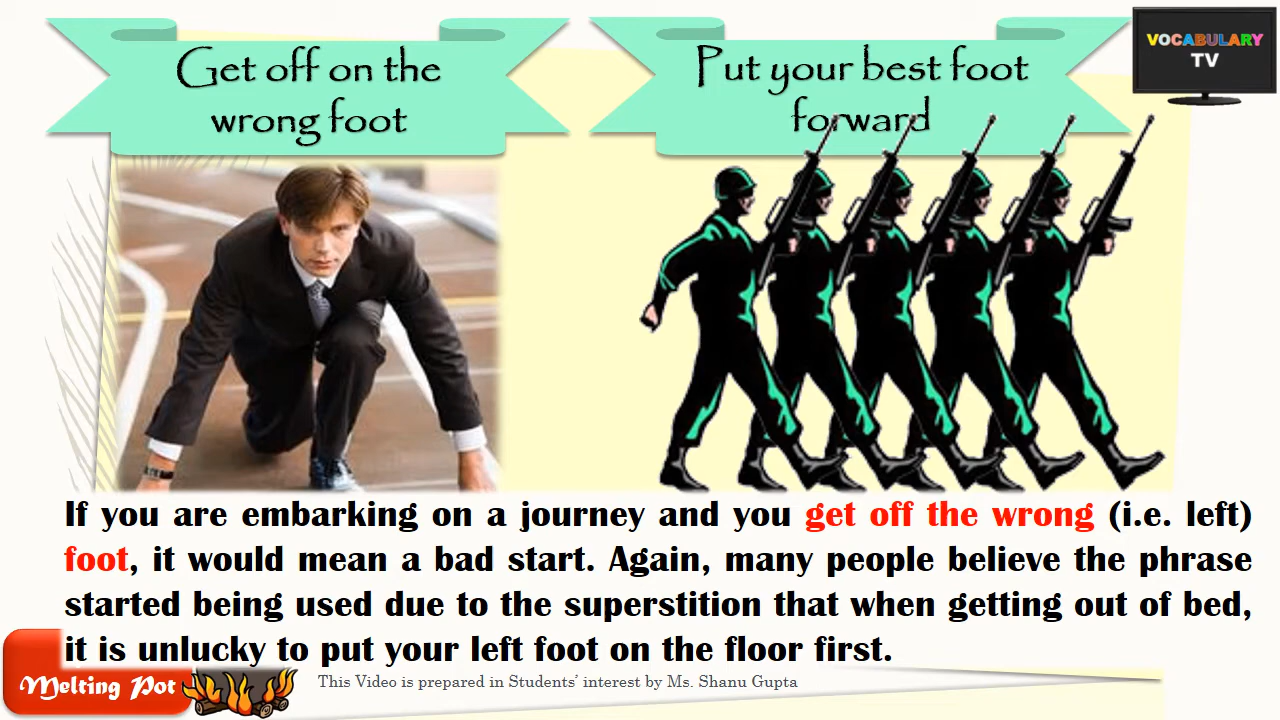 Get off on the
wrong foot
Put your best foot
forward
VOCABULARY
TV
If you are embarking on a journey and you get off the wrong (i.e. left)
foot, it would mean a bad start. Again, many people believe the phrase
started being used due to the superstition that when getting out of bed,
it is unlucky to put your left foot on the floor first.
Melting Pot
This Video is prepared in Students' interest by Ms. Shanu Gupta